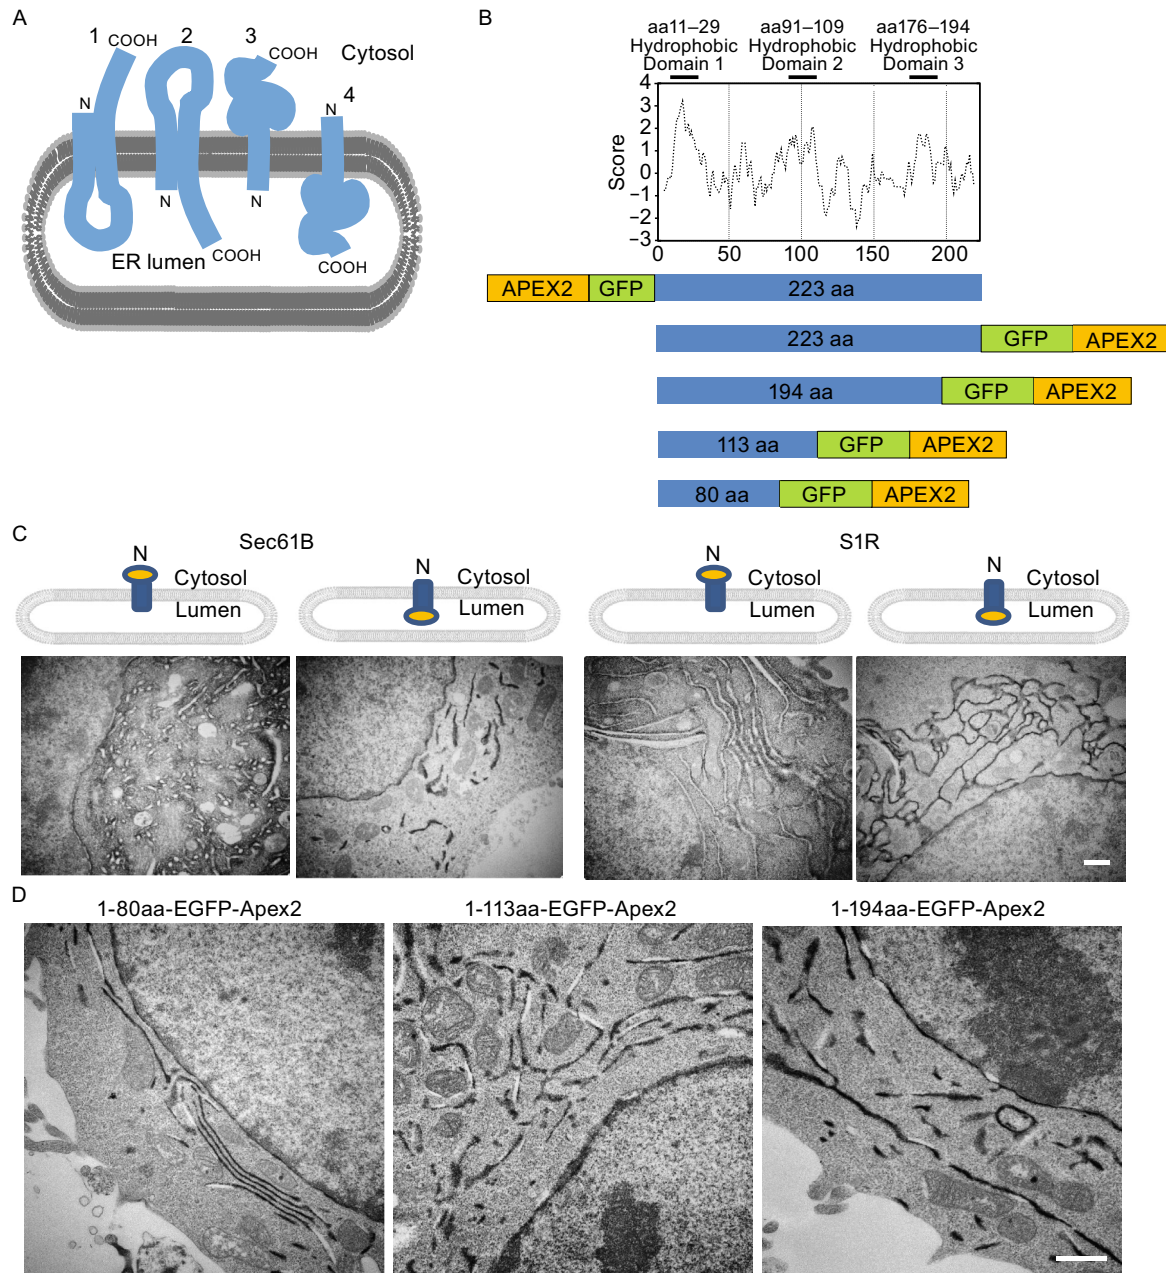 A
1
COOH
2
3
COOH
Cytosol
N
N
4
N
N
ER lumen
COOH
COOH
B
aa11–29
Hydrophobic
Domain 1
aa91–109
Hydrophobic
Domain 2
aa176–194
Hydrophobic
Domain 3
Score
4
3
2
1
0
−1
−2
−3
0
50
100
150
200
APEX2
GFP
223 aa
223 aa
GFP
APEX2
194 aa
GFP
APEX2
113 aa
GFP
APEX2
80 aa
GFP
APEX2
C
Sec61B
S1R
N
Cytosol
Lumen
N
Cytosol
Lumen
N
Cytosol
Lumen
N
Cytosol
Lumen
D
1-80aa-EGFP-Apex2
1-113aa-EGFP-Apex2
1-194aa-EGFP-Apex2